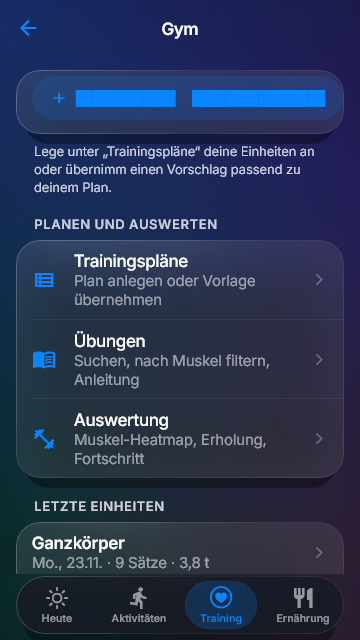 Gym
Lege unter „Trainingspläne“ deine Einheiten an
oder übernimm einen Vorschlag passend zu
deinem Plan.
PLANEN UND AUSWERTEN
Trainingspläne
Plan anlegen oder Vorlage
übernehmen
Übungen
Suchen, nach Muskel filtern,
Anleitung
Auswertung
Muskel-Heatmap, Erholung,
Fortschritt
LETZTE EINHEITEN
Ganzkörper
Mo., 23.11. · 9 Sätze · 3,8 t
Heute
Aktivitäten
Training
Ernährung